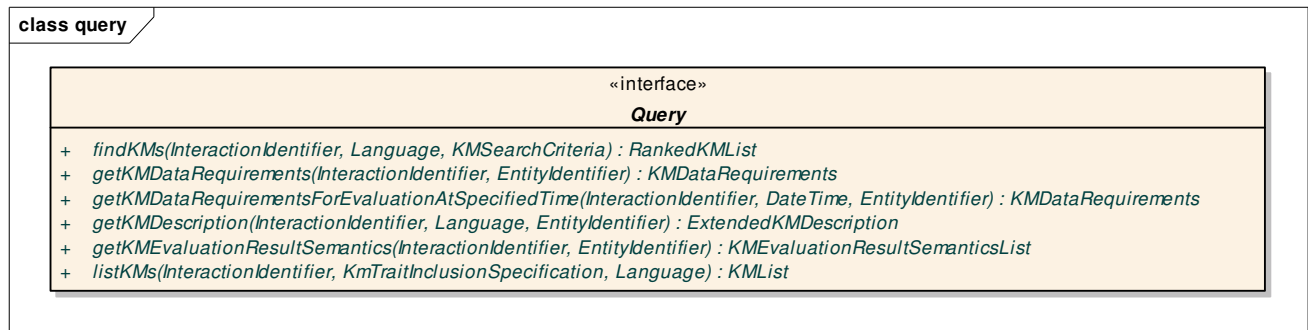 class query
«interface»
Query
+ findKMs(InteractionIdentifier, Language, KMSearchCriteria) : RankedKMList
+ getKMDataRequirements(InteractionIdentifier, EntityIdentifier) : KMDataRequirements
+ getKMDataRequirementsForEvaluationAtSpecifiedTime(InteractionIdentifier, DateTime, EntityIdentifier) : KMDataRequirements
+ getKMDescription(InteractionIdentifier, Language, EntityIdentifier) : ExtendedKMDescription
+ getKMEvaluationResultSemantics(InteractionIdentifier, EntityIdentifier) : KMEvaluationResultSemanticsList
+ listKMs(InteractionIdentifier, KmTraitInclusionSpecification, Language) : KMList